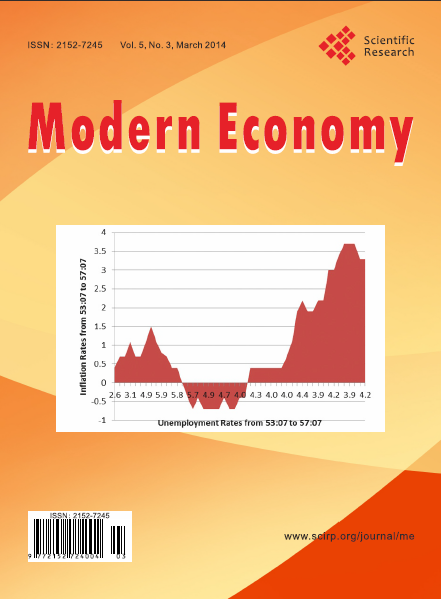 ISSN: 2152-7245 Vol. 5, No. 3, March 2014
Scientific
Research
Modern Economy
4
3.5
3
2.5
2
1.5
1
0.5
0
-0.5
-1
Inflation Rates from 53:07 to 57:07
2.6 3.1 4.9 5.9 5.8 5.7 4.9 4.7 4.0 4.3 4.0 4.0 4.4 3.9 4.2 3.9 4.2
Unemployment Rates from 53:07 to 57:07
ISSN: 2152-7245
9 772152 724004
03
www.scirp.org/journal/me